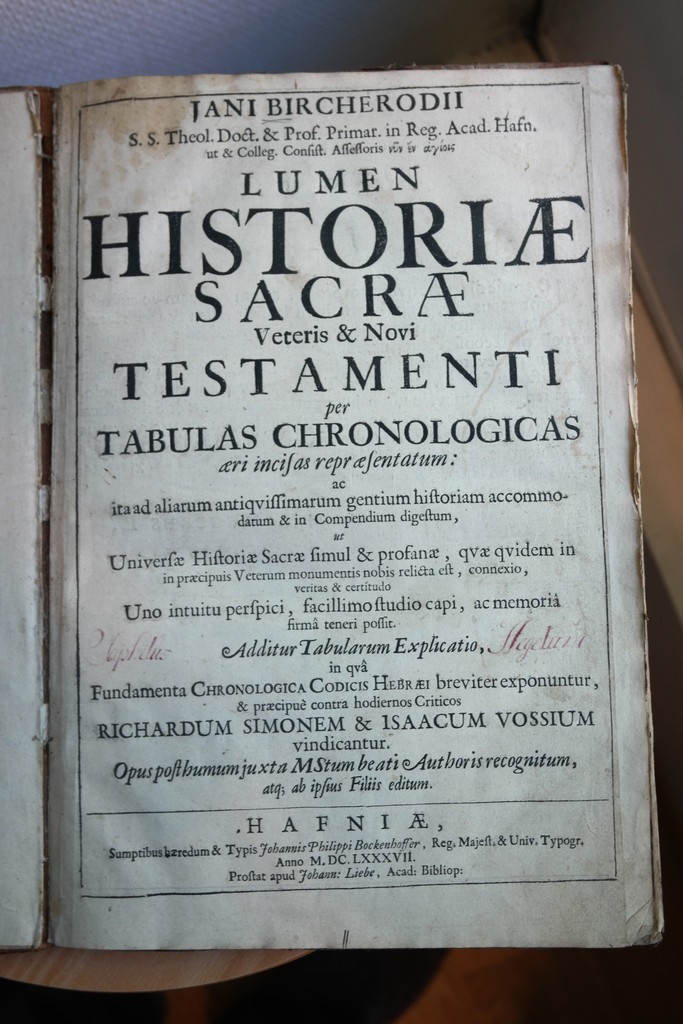 JANI BIRCHERODII
S. S. Theol. Doct. & Prof. Primar. in Reg. Acad. Hafn.
ut & Colleg. Consist. Assessoris νῦν ἐν ἁγίοις
LUMEN
HISTORIÆ
SACRÆ
Veteris & Novi
TESTAMENTI
per
TABULAS CHRONOLOGICAS
æri incisas repræsentatum:
ac
ita ad aliarum antiqvissimarum gentium historiam accommo-
datum & in Compendium digestum,
ut
Universæ Historiæ Sacræ simul & profanæ, qvæ qvidem in
in præcipuis Veterum monumentis nobis relicta est, connexio,
veritas & certitudo
Uno intuitu perspici, facillimo studio capi, ac memoriâ
firmâ teneri possit.
Additur Tabularum Explicatio,
in qvâ
Fundamenta CHRONOLOGICA CODICIS HEBRÆI breviter exponuntur,
& præcipuè contra hodiernos Criticos
RICHARDUM SIMONEM & ISAACUM VOSSIUM
vindicantur.
Opus posthumum juxta MStum beati Authoris recognitum,
atq; ab ipsius Filiis editum.
HAFNIÆ,
Sumptibus hæredum & Typis Johannis Philippi Bockenhoffer, Reg. Majest. & Univ. Typogr.
Anno M. DC. LXXXVII.
Prostat apud Johann: Liebe, Acad: Bibliop: